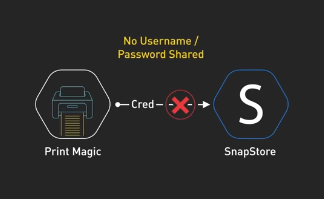 No Username /
Password Shared
Cred
S
Print Magic
SnapStore